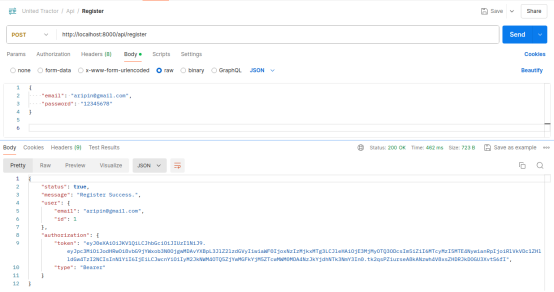 United Tractor / Api / Register
Save
Share
POST
http://localhost:8000/api/register
Send
Params Authorization Headers (8) Body Scripts Settings
Cookies
none form-data x-www-form-urlencoded raw binary GraphQL JSON
Beautify
1 {
2 "email": "aripin@gmail.com",
3 "password": "12345678"
4 }
5
6
Body Cookies Headers (9) Test Results
Status: 200 OK Time: 462 ms Size: 723 B Save as example
Pretty Raw Preview Visualize JSON
1 {
2 "status": true,
3 "message": "Register Success.",
4 "user": {
5 "email": "aripin@gmail.com",
6 "id": 1
7 },
8 "authorization": {
9 "token":
10 "type": "Bearer"
11 }
12 }